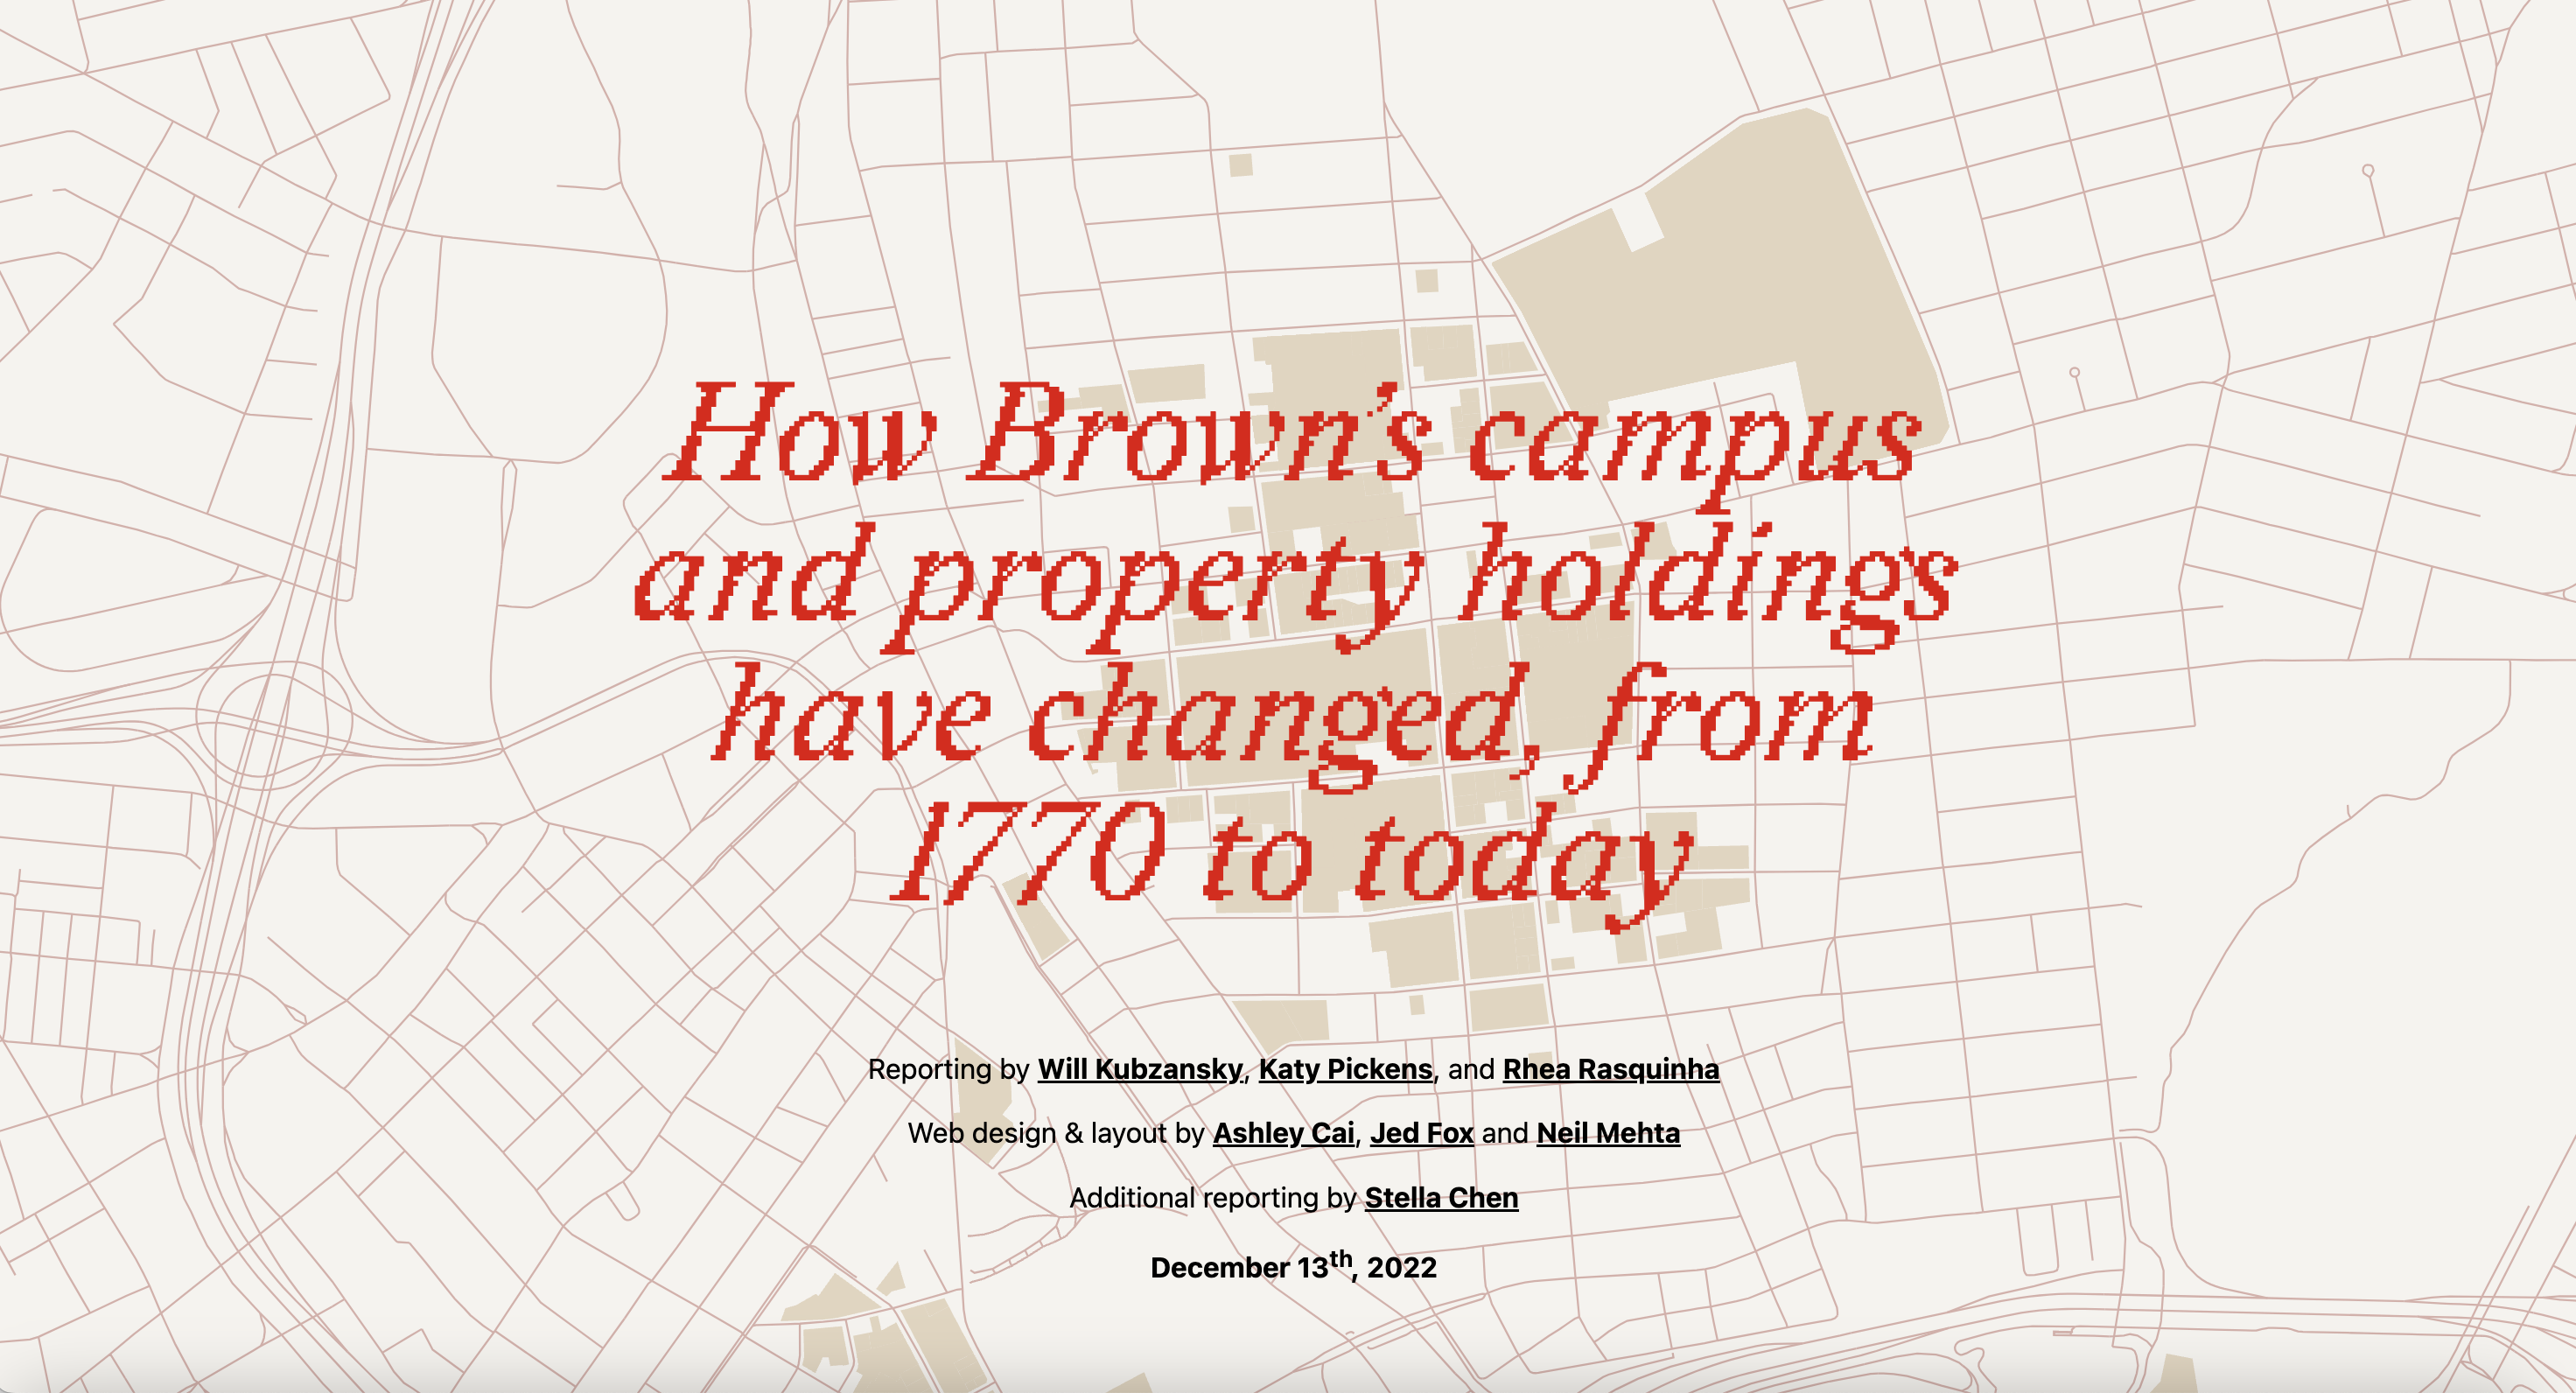 How Brown's campus
and property holdings
have changed, from
1770 to today
Reporting by Will Kubzansky, Katy Pickens, and Rhea Rasquinha
Web design & layout by Ashley Cai, Jed Fox and Neil Mehta
Additional reporting by Stella Chen
December 13th, 2022